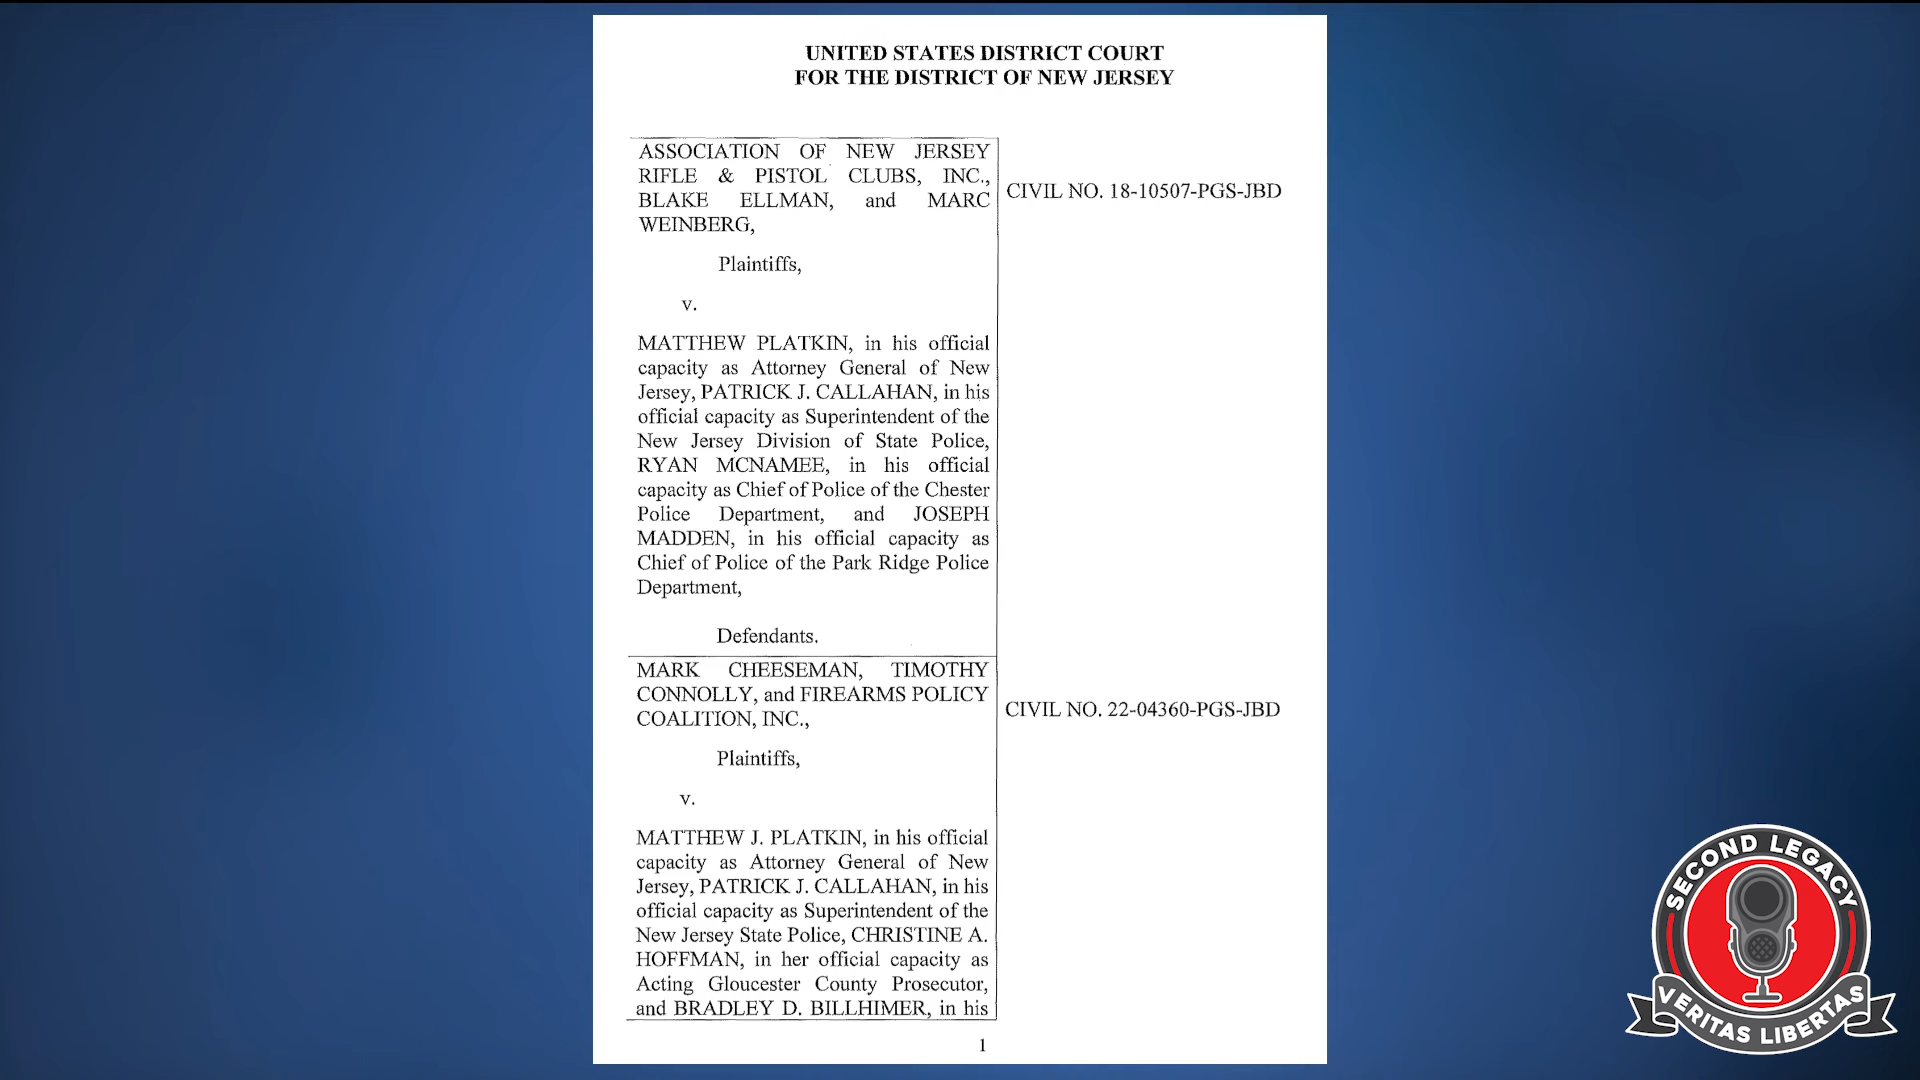 UNITED STATES DISTRICT COURT
FOR THE DISTRICT OF NEW JERSEY
ASSOCIATION OF NEW JERSEY
RIFLE & PISTOL CLUBS, INC.,
BLAKE ELLMAN, and MARC
WEINBERG,
Plaintiffs,
v.
MATTHEW PLATKIN, in his official
capacity as Attorney General of New
Jersey, PATRICK J. CALLAHAN, in his
official capacity as Superintendent of the
New Jersey Division of State Police,
RYAN MCNAMEE, in his official
capacity as Chief of Police of the Chester
Police Department, and JOSEPH
MADDEN, in his official capacity as
Chief of Police of the Park Ridge Police
Department,
Defendants.
CIVIL NO. 18-10507-PGS-JBD
MARK CHEESEMAN, TIMOTHY
CONNOLLY, and FIREARMS POLICY
COALITION, INC.,
Plaintiffs,
v.
MATTHEW J. PLATKIN, in his official
capacity as Attorney General of New
Jersey, PATRICK J. CALLAHAN, in his
official capacity as Superintendent of the
New Jersey State Police, CHRISTINE A.
HOFFMAN, in her official capacity as
Acting Gloucester County Prosecutor,
and BRADLEY D. BILLHIMER, in his
CIVIL NO. 22-04360-PGS-JBD
1
SECOND LEGACY
VERITAS LIBERTAS